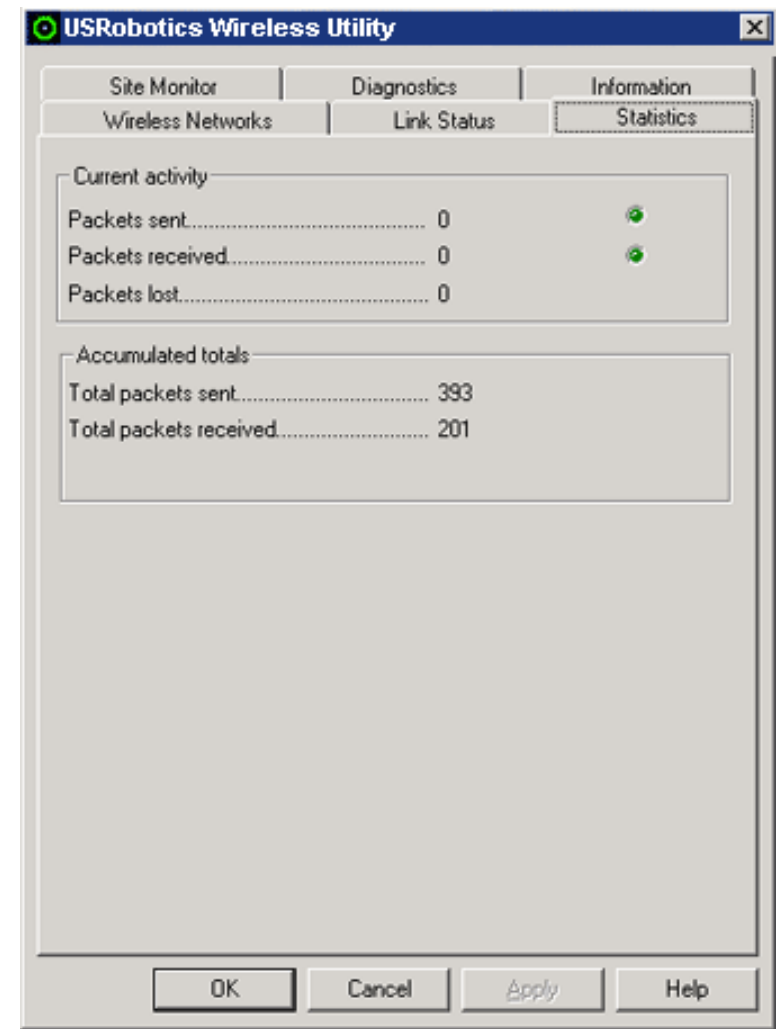 USRobotics Wireless Utility
Site Monitor Diagnostics Information
Wireless Networks Link Status Statistics
Current activity
Packets sent........................................................ 0
Packets received.................................................. 0
Packets lost.......................................................... 0
Accumulated totals
Total packets sent........................................... 393
Total packets received.................................. 201
OK Cancel Apply Help